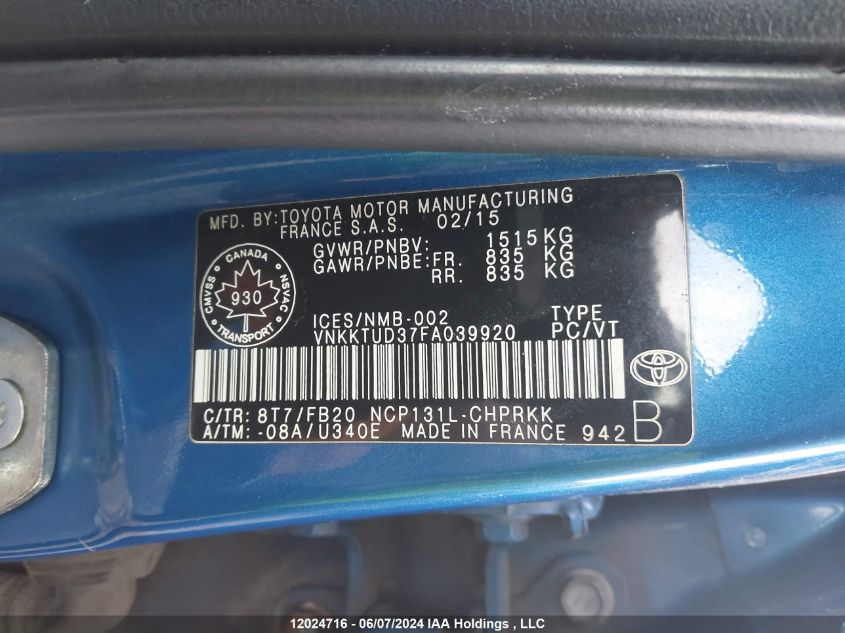 MFD. BY: TOYOTA MOTOR MANUFACTURING
FRANCE S.A.S. 02/15
GVWR/PNBV: 1515 KG
GAWR/PNBE: FR. 835 KG
RR. 835 KG
CANADA
CMVSS
930
NSVAC
TRANSPORT
ICES/NMB-002 TYPE
VNKKTUD37FA039920 PC/VT
C/TR: 8T7/FB20 NCP131L-CHPRKK
A/TM: -08A/U340E MADE IN FRANCE 942 B
12024716 - 06/07/2024 IAA Holdings , LLC